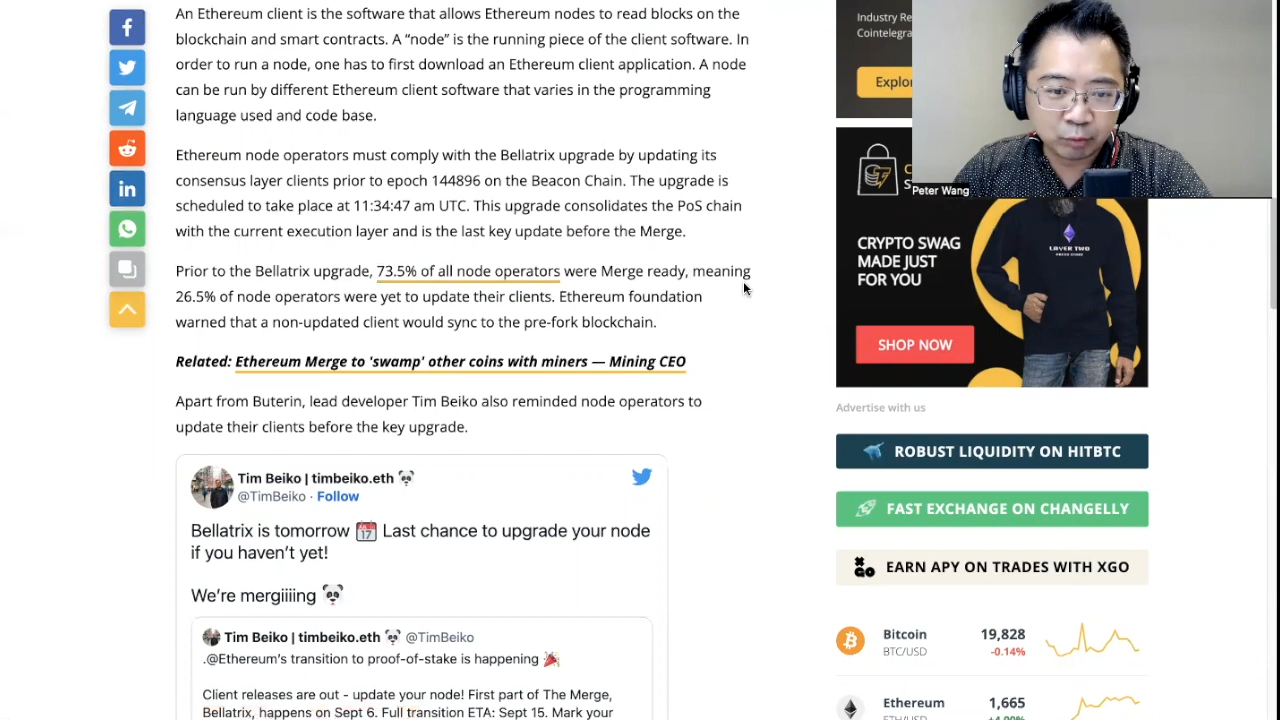 An Ethereum client is the software that allows Ethereum nodes to read blocks on the
blockchain and smart contracts. A “node” is the running piece of the client software. In
order to run a node, one has to first download an Ethereum client application. A node
can be run by different Ethereum client software that varies in the programming
language used and code base.
Ethereum node operators must comply with the Bellatrix upgrade by updating its
consensus layer clients prior to epoch 144896 on the Beacon Chain. The upgrade is
scheduled to take place at 11:34:47 am UTC. This upgrade consolidates the PoS chain
with the current execution layer and is the last key update before the Merge.
Prior to the Bellatrix upgrade, 73.5% of all node operators were Merge ready, meaning
26.5% of node operators were yet to update their clients. Ethereum foundation
warned that a non-updated client would sync to the pre-fork blockchain.
Related: Ethereum Merge to 'swamp' other coins with miners — Mining CEO
Apart from Buterin, lead developer Tim Beiko also reminded node operators to
update their clients before the key upgrade.
Tim Beiko | timbeiko.eth 🐼
@TimBeiko · Follow
Bellatrix is tomorrow 📅 Last chance to upgrade your node
if you haven’t yet!
We’re mergiiiing 🐼
Tim Beiko | timbeiko.eth 🐼 @TimBeiko
.@Ethereum’s transition to proof-of-stake is happening 🎉
Client releases are out - update your node! First part of The Merge,
Bellatrix, happens on Sept 6. Full transition ETA: Sept 15. Mark your
Industry Re
Cointelegra
Explo
Peter Wang
CRYPTO SWAG
MADE JUST
FOR YOU
SHOP NOW
LAYER TWO
Advertise with us
ROBUST LIQUIDITY ON HITBTC
FAST EXCHANGE ON CHANGELLY
EARN APY ON TRADES WITH XGO
Bitcoin 19,828
BTC/USD -0.14%
Ethereum 1,665